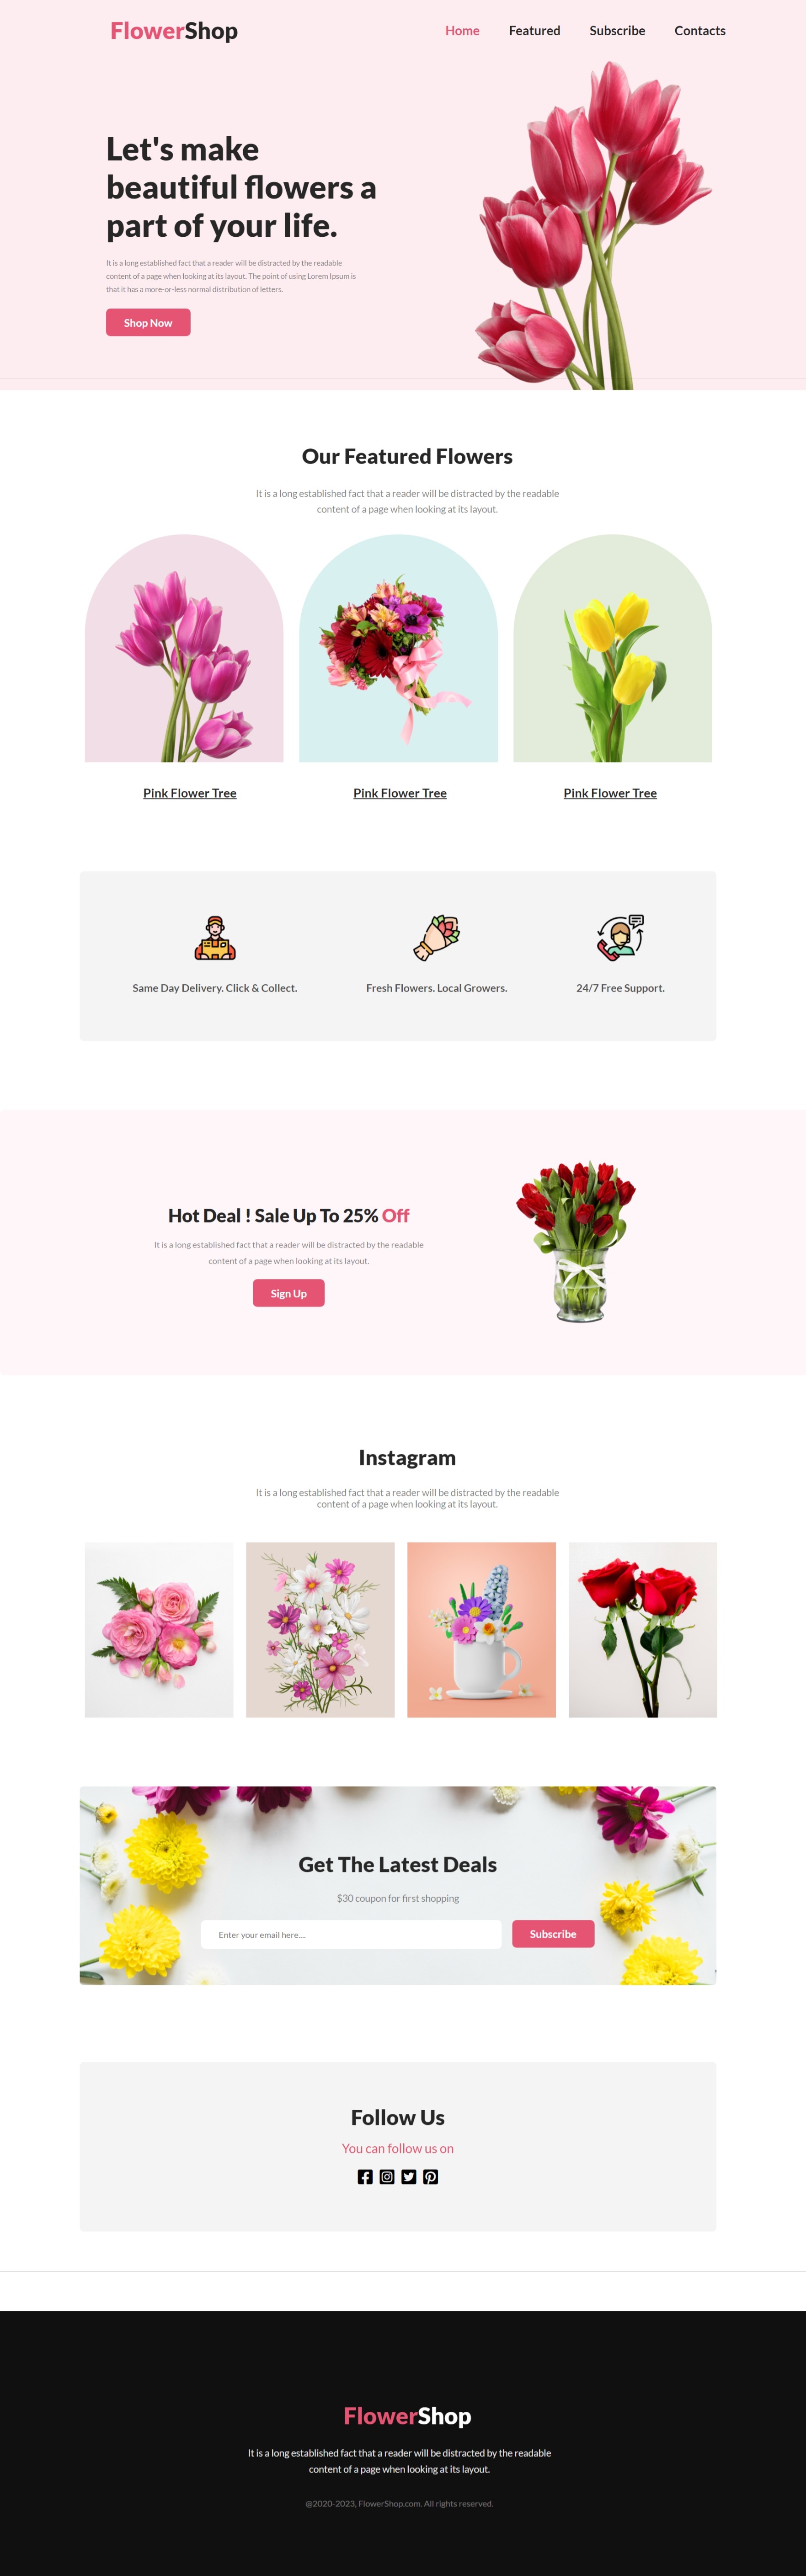 FlowerShop
Home
Featured
Subscribe
Contacts
Let's make
beautiful flowers a
part of your life.
It is a long established fact that a reader will be distracted by the readable
content of a page when looking at its layout. The point of using Lorem Ipsum is
that it has a more-or-less normal distribution of letters.
Shop Now
Our Featured Flowers
It is a long established fact that a reader will be distracted by the readable
content of a page when looking at its layout.
Pink Flower Tree
Pink Flower Tree
Pink Flower Tree
Same Day Delivery. Click & Collect.
Fresh Flowers. Local Growers.
24/7 Free Support.
Hot Deal ! Sale Up To 25% Off
It is a long established fact that a reader will be distracted by the readable
content of a page when looking at its layout.
Sign Up
Instagram
It is a long established fact that a reader will be distracted by the readable
content of a page when looking at its layout.
Get The Latest Deals
$30 coupon for first shopping
Enter your email here....
Subscribe
Follow Us
You can follow us on
FlowerShop
It is a long established fact that a reader will be distracted by the readable
content of a page when looking at its layout.
@2020-2023, FlowerShop.com. All rights reserved.